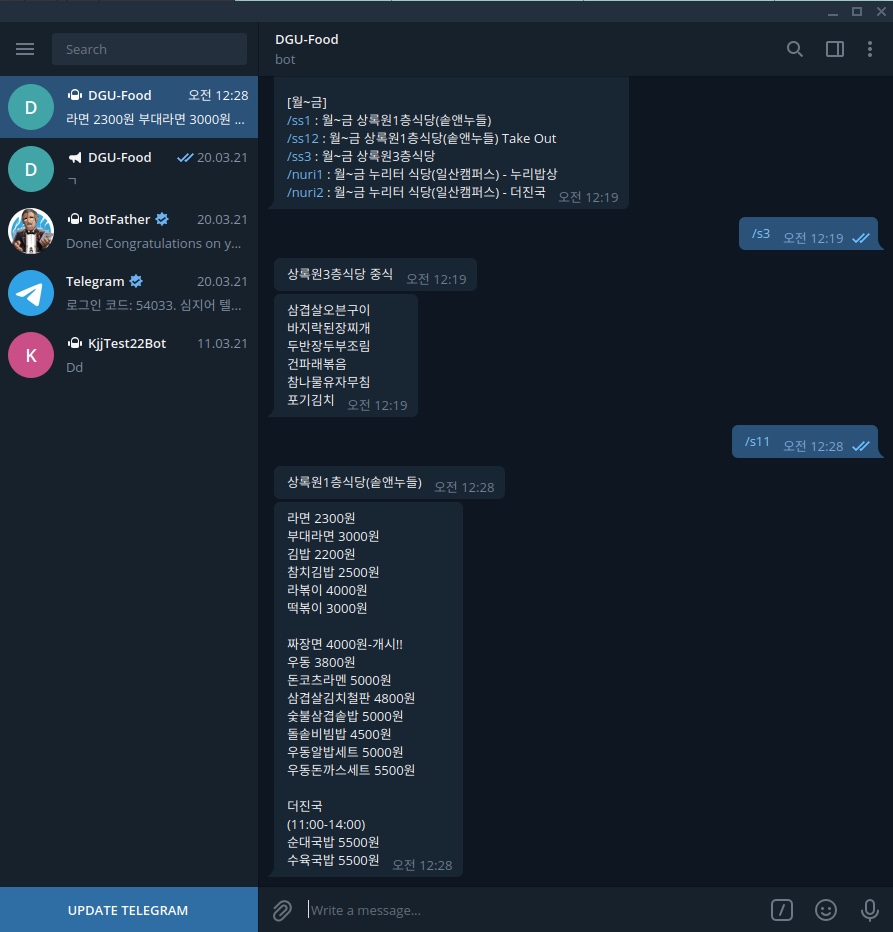 Search
D
DGU-Food
오전 12:28
라면 2300원 부대라면 3000원 ...
D
DGU-Food
20.03.21
ㄱ
BotFather
20.03.21
Done! Congratulations on y...
Telegram
20.03.21
로그인 코드: 54033. 심지어 텔...
K
KjjTest22Bot
11.03.21
Dd
UPDATE TELEGRAM
DGU-Food
bot
[월~금]
/ss1 : 월~금 상록원1층식당(솥앤누들)
/ss12 : 월~금 상록원1층식당(솥앤누들) Take Out
/ss3 : 월~금 상록원3층식당
/nuri1 : 월~금 누리터 식당(일산캠퍼스) - 누리밥상
/nuri2 : 월~금 누리터 식당(일산캠퍼스) - 더진국
오전 12:19
/s3
오전 12:19
상록원3층식당 중식
오전 12:19
삼겹살오븐구이
바지락된장찌개
두반장두부조림
건파래볶음
참나물유자무침
포기김치
오전 12:19
/s11
오전 12:28
상록원1층식당(솥앤누들)
오전 12:28
라면 2300원
부대라면 3000원
김밥 2200원
참치김밥 2500원
라볶이 4000원
떡볶이 3000원
짜장면 4000원-개시!!
우동 3800원
돈코츠라멘 5000원
삼겹살김치철판 4800원
숯불삼겹솥밥 5000원
돌솥비빔밥 4500원
우동알밥세트 5000원
우동돈까스세트 5500원
더진국
(11:00-14:00)
순대국밥 5500원
수육국밥 5500원
오전 12:28
Write a message...